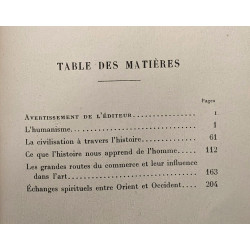 TABLE DES MATIÈRES
Pages
AVERTISSEMENT DE L'ÉDITEUR . . . . . . . . . . I
L'humanisme. . . . . . . . . . . . . . . . 1
La civilisation à travers l'histoire. . . . . . . . . . 61
Ce que l'histoire nous apprend de l'homme. . . . . 112
Les grandes routes du commerce et leur influence
dans l'art. . . . . . . . . . . . . . . . . 163
Échanges spirituels entre Orient et Occident. . . . . 204